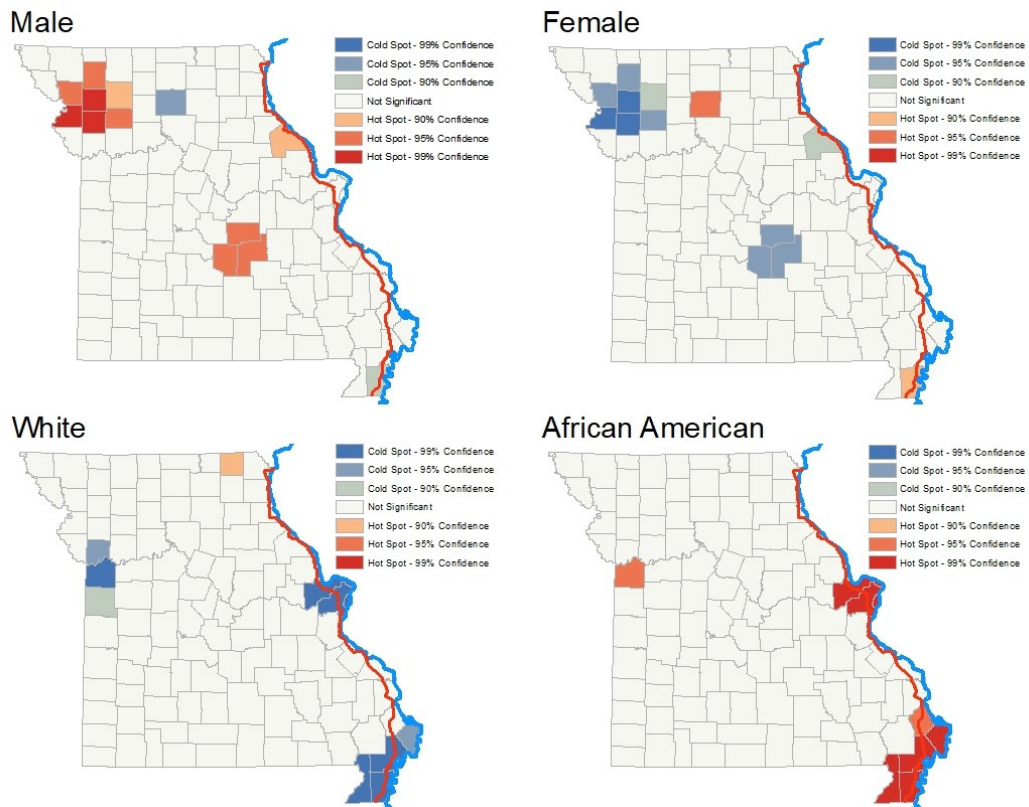 Male
Cold Spot - 99% Confidence
Cold Spot - 95% Confidence
Cold Spot - 90% Confidence
Not Significant
Hot Spot - 90% Confidence
Hot Spot - 95% Confidence
Hot Spot - 99% Confidence
Female
Cold Spot - 99% Confidence
Cold Spot - 95% Confidence
Cold Spot - 90% Confidence
Not Significant
Hot Spot - 90% Confidence
Hot Spot - 95% Confidence
Hot Spot - 99% Confidence
White
Cold Spot - 99% Confidence
Cold Spot - 95% Confidence
Cold Spot - 90% Confidence
Not Significant
Hot Spot - 90% Confidence
Hot Spot - 95% Confidence
Hot Spot - 99% Confidence
African American
Cold Spot - 99% Confidence
Cold Spot - 95% Confidence
Cold Spot - 90% Confidence
Not Significant
Hot Spot - 90% Confidence
Hot Spot - 95% Confidence
Hot Spot - 99% Confidence